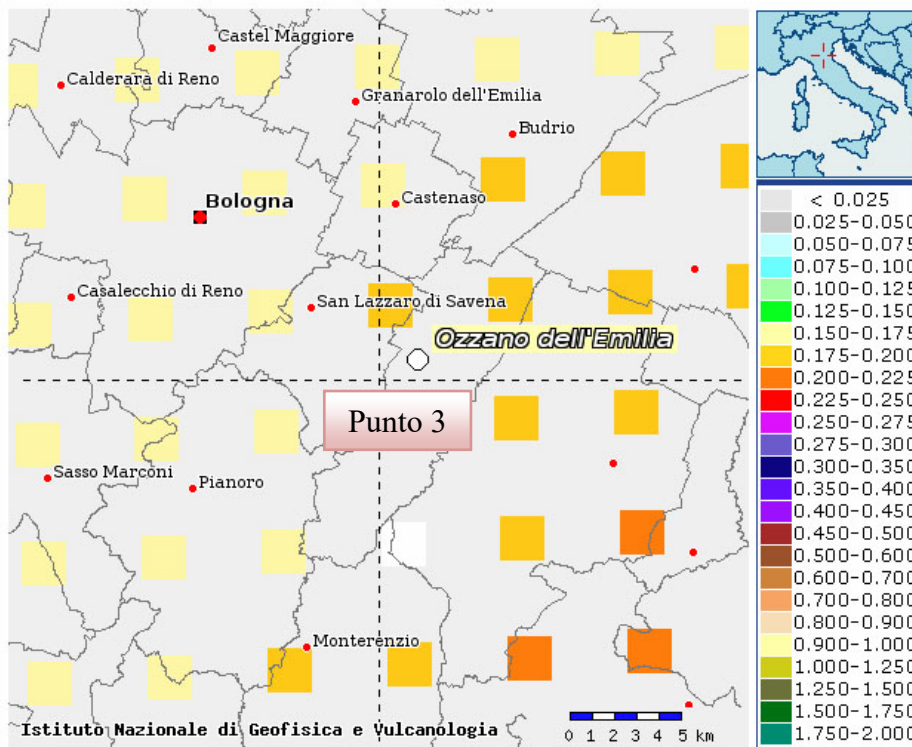 Castel Maggiore
Calderara di Reno
Granarolo dell'Emilia
Budrio
Bologna
Castenaso
Casalecchio di Reno
San Lazzaro di Savena
Ozzano dell'Emilia
Punto 3
Sasso Marconi
Pianoro
Monterenzio
Istituto Nazionale di Geofisica e Vulcanologia
0 1 2 3 4 5 km
< 0.025
0.025-0.050
0.050-0.075
0.075-0.100
0.100-0.125
0.125-0.150
0.150-0.175
0.175-0.200
0.200-0.225
0.225-0.250
0.250-0.275
0.275-0.300
0.300-0.350
0.350-0.400
0.400-0.450
0.450-0.500
0.500-0.600
0.600-0.700
0.700-0.800
0.800-0.900
0.900-1.000
1.000-1.250
1.250-1.500
1.500-1.750
1.750-2.000